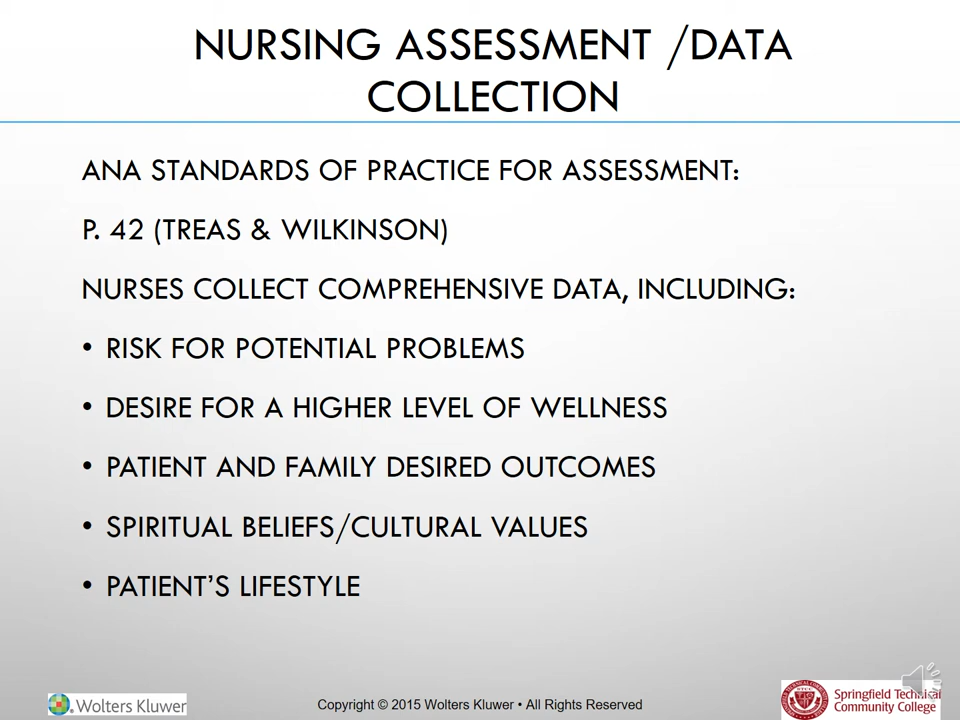 NURSING ASSESSMENT /DATA
COLLECTION
ANA STANDARDS OF PRACTICE FOR ASSESSMENT:
P. 42 (TREAS & WILKINSON)
NURSES COLLECT COMPREHENSIVE DATA, INCLUDING:
• RISK FOR POTENTIAL PROBLEMS
• DESIRE FOR A HIGHER LEVEL OF WELLNESS
• PATIENT AND FAMILY DESIRED OUTCOMES
• SPIRITUAL BELIEFS/CULTURAL VALUES
• PATIENT'S LIFESTYLE
Wolters Kluwer
Copyright © 2015 Wolters Kluwer • All Rights Reserved
Springfield Technical
Community College